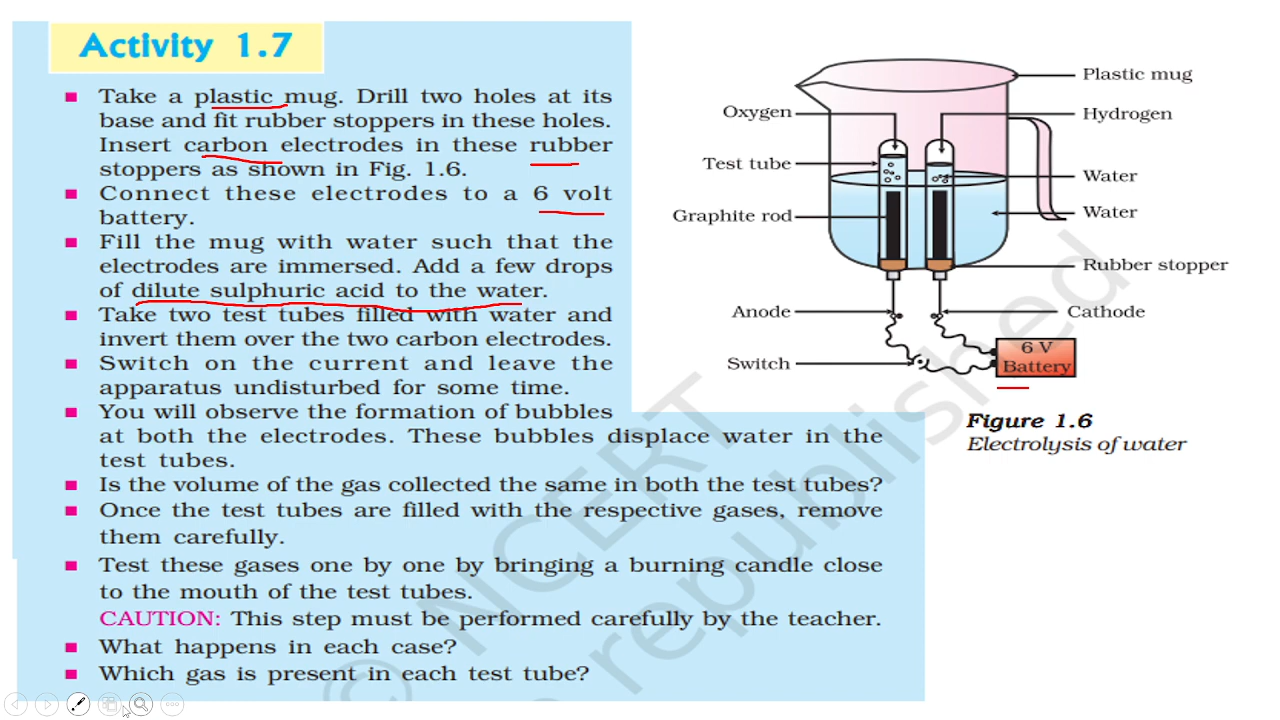 Activity 1.7
Take a plastic mug. Drill two holes at its
base and fit rubber stoppers in these holes.
Insert carbon electrodes in these rubber
stoppers as shown in Fig. 1.6.
Connect these electrodes to a 6 volt
battery.
Fill the mug with water such that the
electrodes are immersed. Add a few drops
of dilute sulphuric acid to the water.
Take two test tubes filled with water and
invert them over the two carbon electrodes.
Switch on the current and leave the
apparatus undisturbed for some time.
You will observe the formation of bubbles
at both the electrodes. These bubbles displace water in the
test tubes.
Is the volume of the gas collected the same in both the test tubes?
Once the test tubes are filled with the respective gases, remove
them carefully.
Test these gases one by one by bringing a burning candle close
to the mouth of the test tubes.
CAUTION: This step must be performed carefully by the teacher.
What happens in each case?
Which gas is present in each test tube?
Plastic mug
Oxygen
Hydrogen
Test tube
Water
Graphite rod
Water
Rubber stopper
Anode
Cathode
Switch
6 V
Battery
Figure 1.6
Electrolysis of water
© NCERT
republished